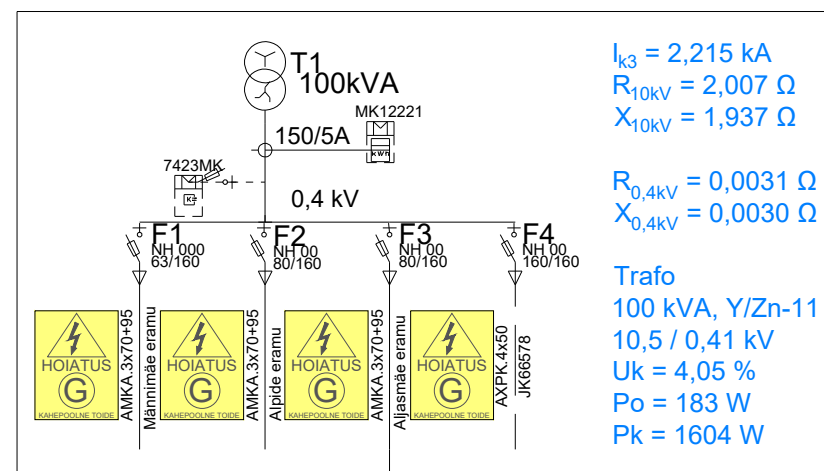 T1
100kVA
MK12221
kWh
150/5A
7423MK
0,4 kV
F1
NH 000
63/160
F2
NH 00
80/160
F3
NH 00
80/160
F4
NH 00
160/160
HOIATUS
G
KAHEPOOLNE TOIDE
AMKA.3x70+95
Männimäe eramu
HOIATUS
G
KAHEPOOLNE TOIDE
AMKA.3x70+95
Alpide eramu
HOIATUS
G
KAHEPOOLNE TOIDE
AMKA.3x70+95
Aljasmäe eramu
HOIATUS
G
KAHEPOOLNE TOIDE
AXPK.4x50
JK66578
Ik3 = 2,215 kA
R10kV = 2,007 Ω
X10kV = 1,937 Ω
R0,4kV = 0,0031 Ω
X0,4kV = 0,0030 Ω
Trafo
100 kVA, Y/Zn-11
10,5 / 0,41 kV
Uk = 4,05 %
Po = 183 W
Pk = 1604 W